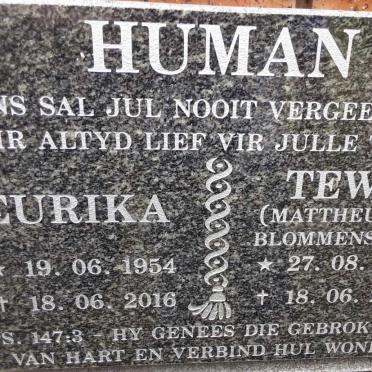 HUMAN
NS SAL JUL NOOIT VERGEE
IR ALTYD LIEF VIR JULLE
EURIKA
TEW
(MATTHEU
BLOMMENS
★ 19. 06. 1954
★ 27. 08.
† 18. 06. 2016
† 18. 06.
S. 147:3 - HY GENEES DIE GEBROK
VAN HART EN VERBIND HUL WOND